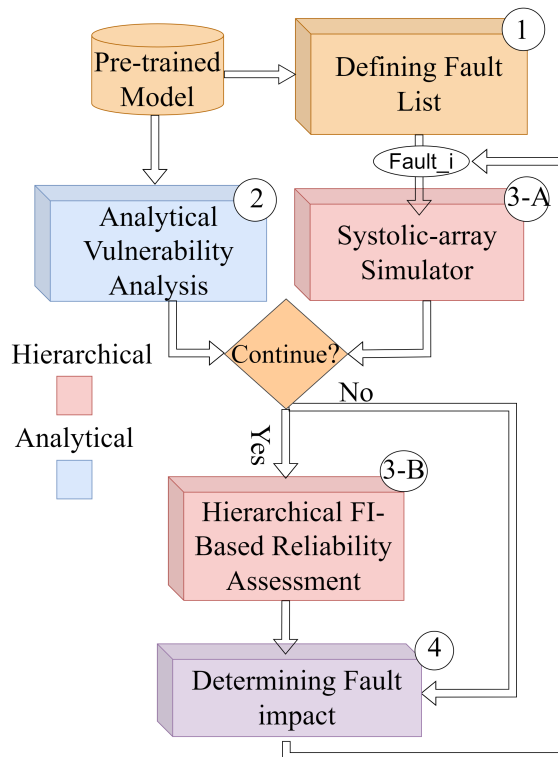 1
Pre-trained
Model
Defining Fault
List
Fault_i
2
3-A
Analytical
Vulnerability
Analysis
Systolic-array
Simulator
Continue?
Hierarchical
No
Analytical
Yes
3-B
Hierarchical FI-
Based Reliability
Assessment
4
Determining Fault
impact